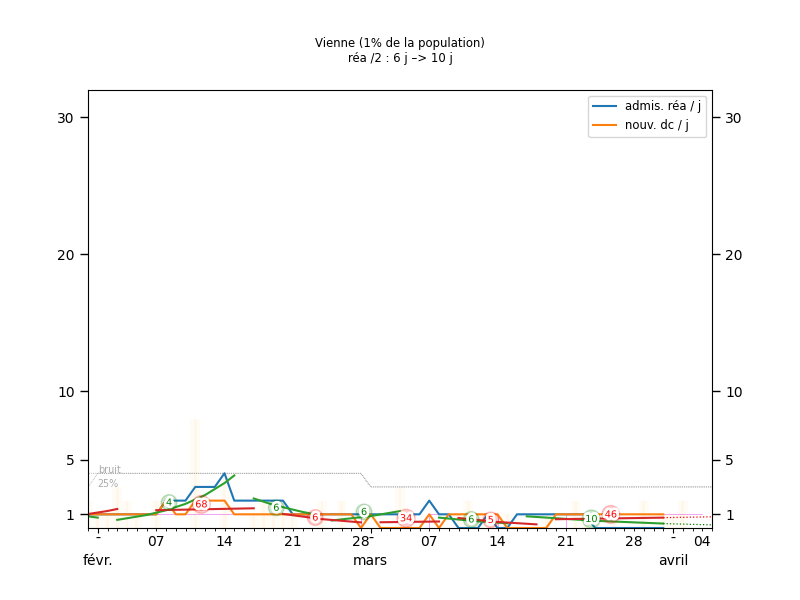 Vienne (1% de la population)
réa /2 : 6 j –> 10 j
admis. réa / j
nouv. dc / j
30 30
20 20
10 10
5 5
1 1
bruit
25%
4 68 6 6 6 34 6 5 10 46
- 07 14 21 28 - 07 14 21 28 - 04
févr. mars avril